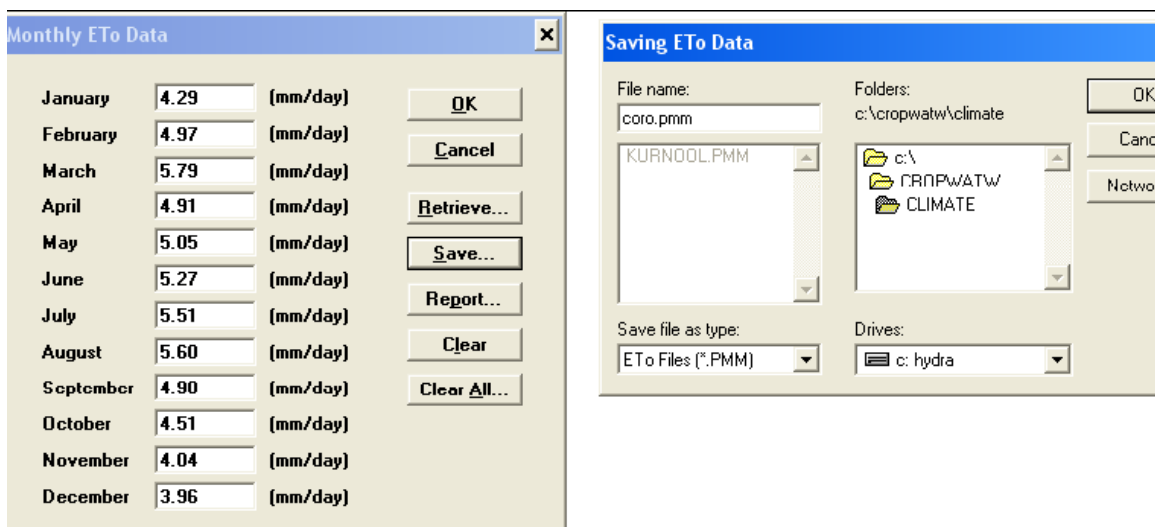 Monthly ETo Data
January 4.29 (mm/day)
February 4.97 (mm/day)
March 5.79 (mm/day)
April 4.91 (mm/day)
May 5.05 (mm/day)
June 5.27 (mm/day)
July 5.51 (mm/day)
August 5.60 (mm/day)
September 4.90 (mm/day)
October 4.51 (mm/day)
November 4.04 (mm/day)
December 3.96 (mm/day)
OK
Cancel
Retrieve...
Save...
Report...
Clear
Clear All...
Saving ETo Data
File name:
coro.pmm
KURNOOL.PMM
Save file as type:
ETo Files (*.PMM)
Folders:
c:\cropwatw\climate
c:\
CROPWATW
CLIMATE
Drives:
c: hydra
OK
Canc
Netwo